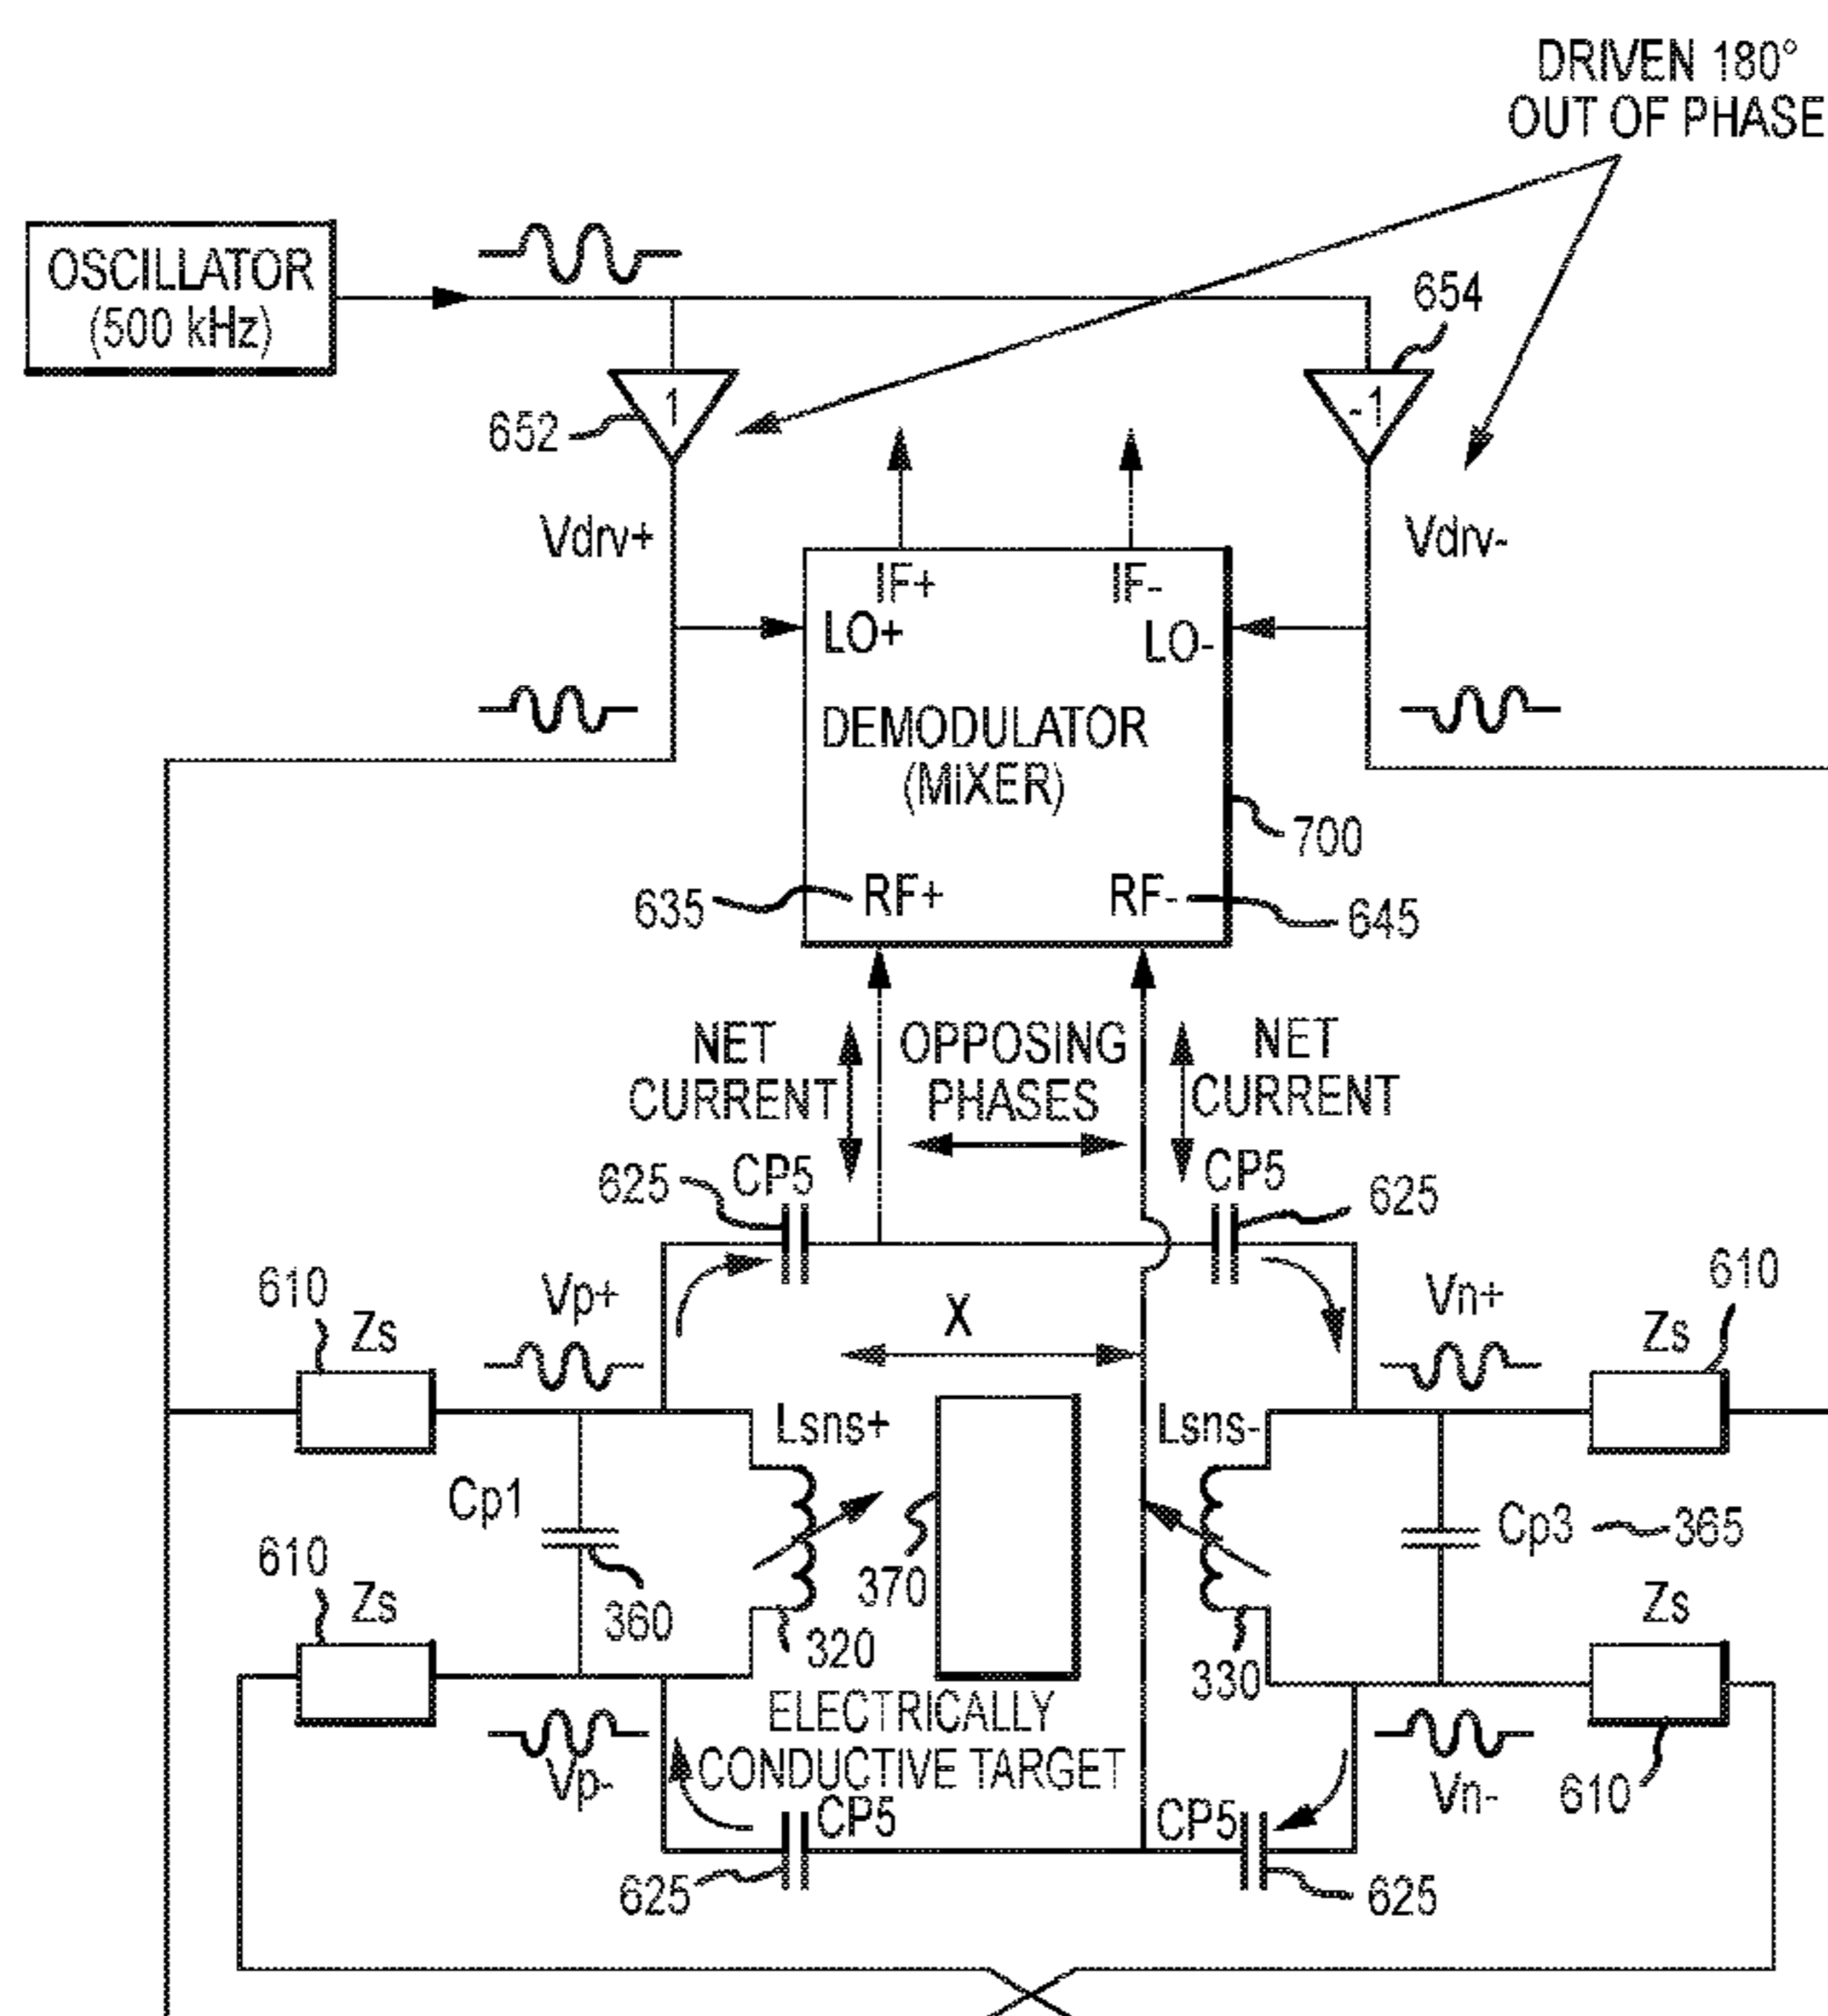 DRIVEN 180°
OUT OF PHASE
OSCILLATOR
(500 kHz)
654
1
-1
652
Vdrv+
Vdrv-
IF+
IF-
LO+
LO-
DEMODULATOR
(MiXER)
700
635
RF+
RF-
645
NET
CURRENT
OPPOSING
PHASES
NET
CURRENT
625
CP5
CP5
625
610
Zs
Vp+
X
Vn+
Zs
610
Lsns+
Lsns-
Cp1
Cp3
365
610
Zs
360
320
370
330
Zs
ELECTRICALLY
CONDUCTIVE TARGET
Vp-
Vn-
610
CP5
CP5
625
625